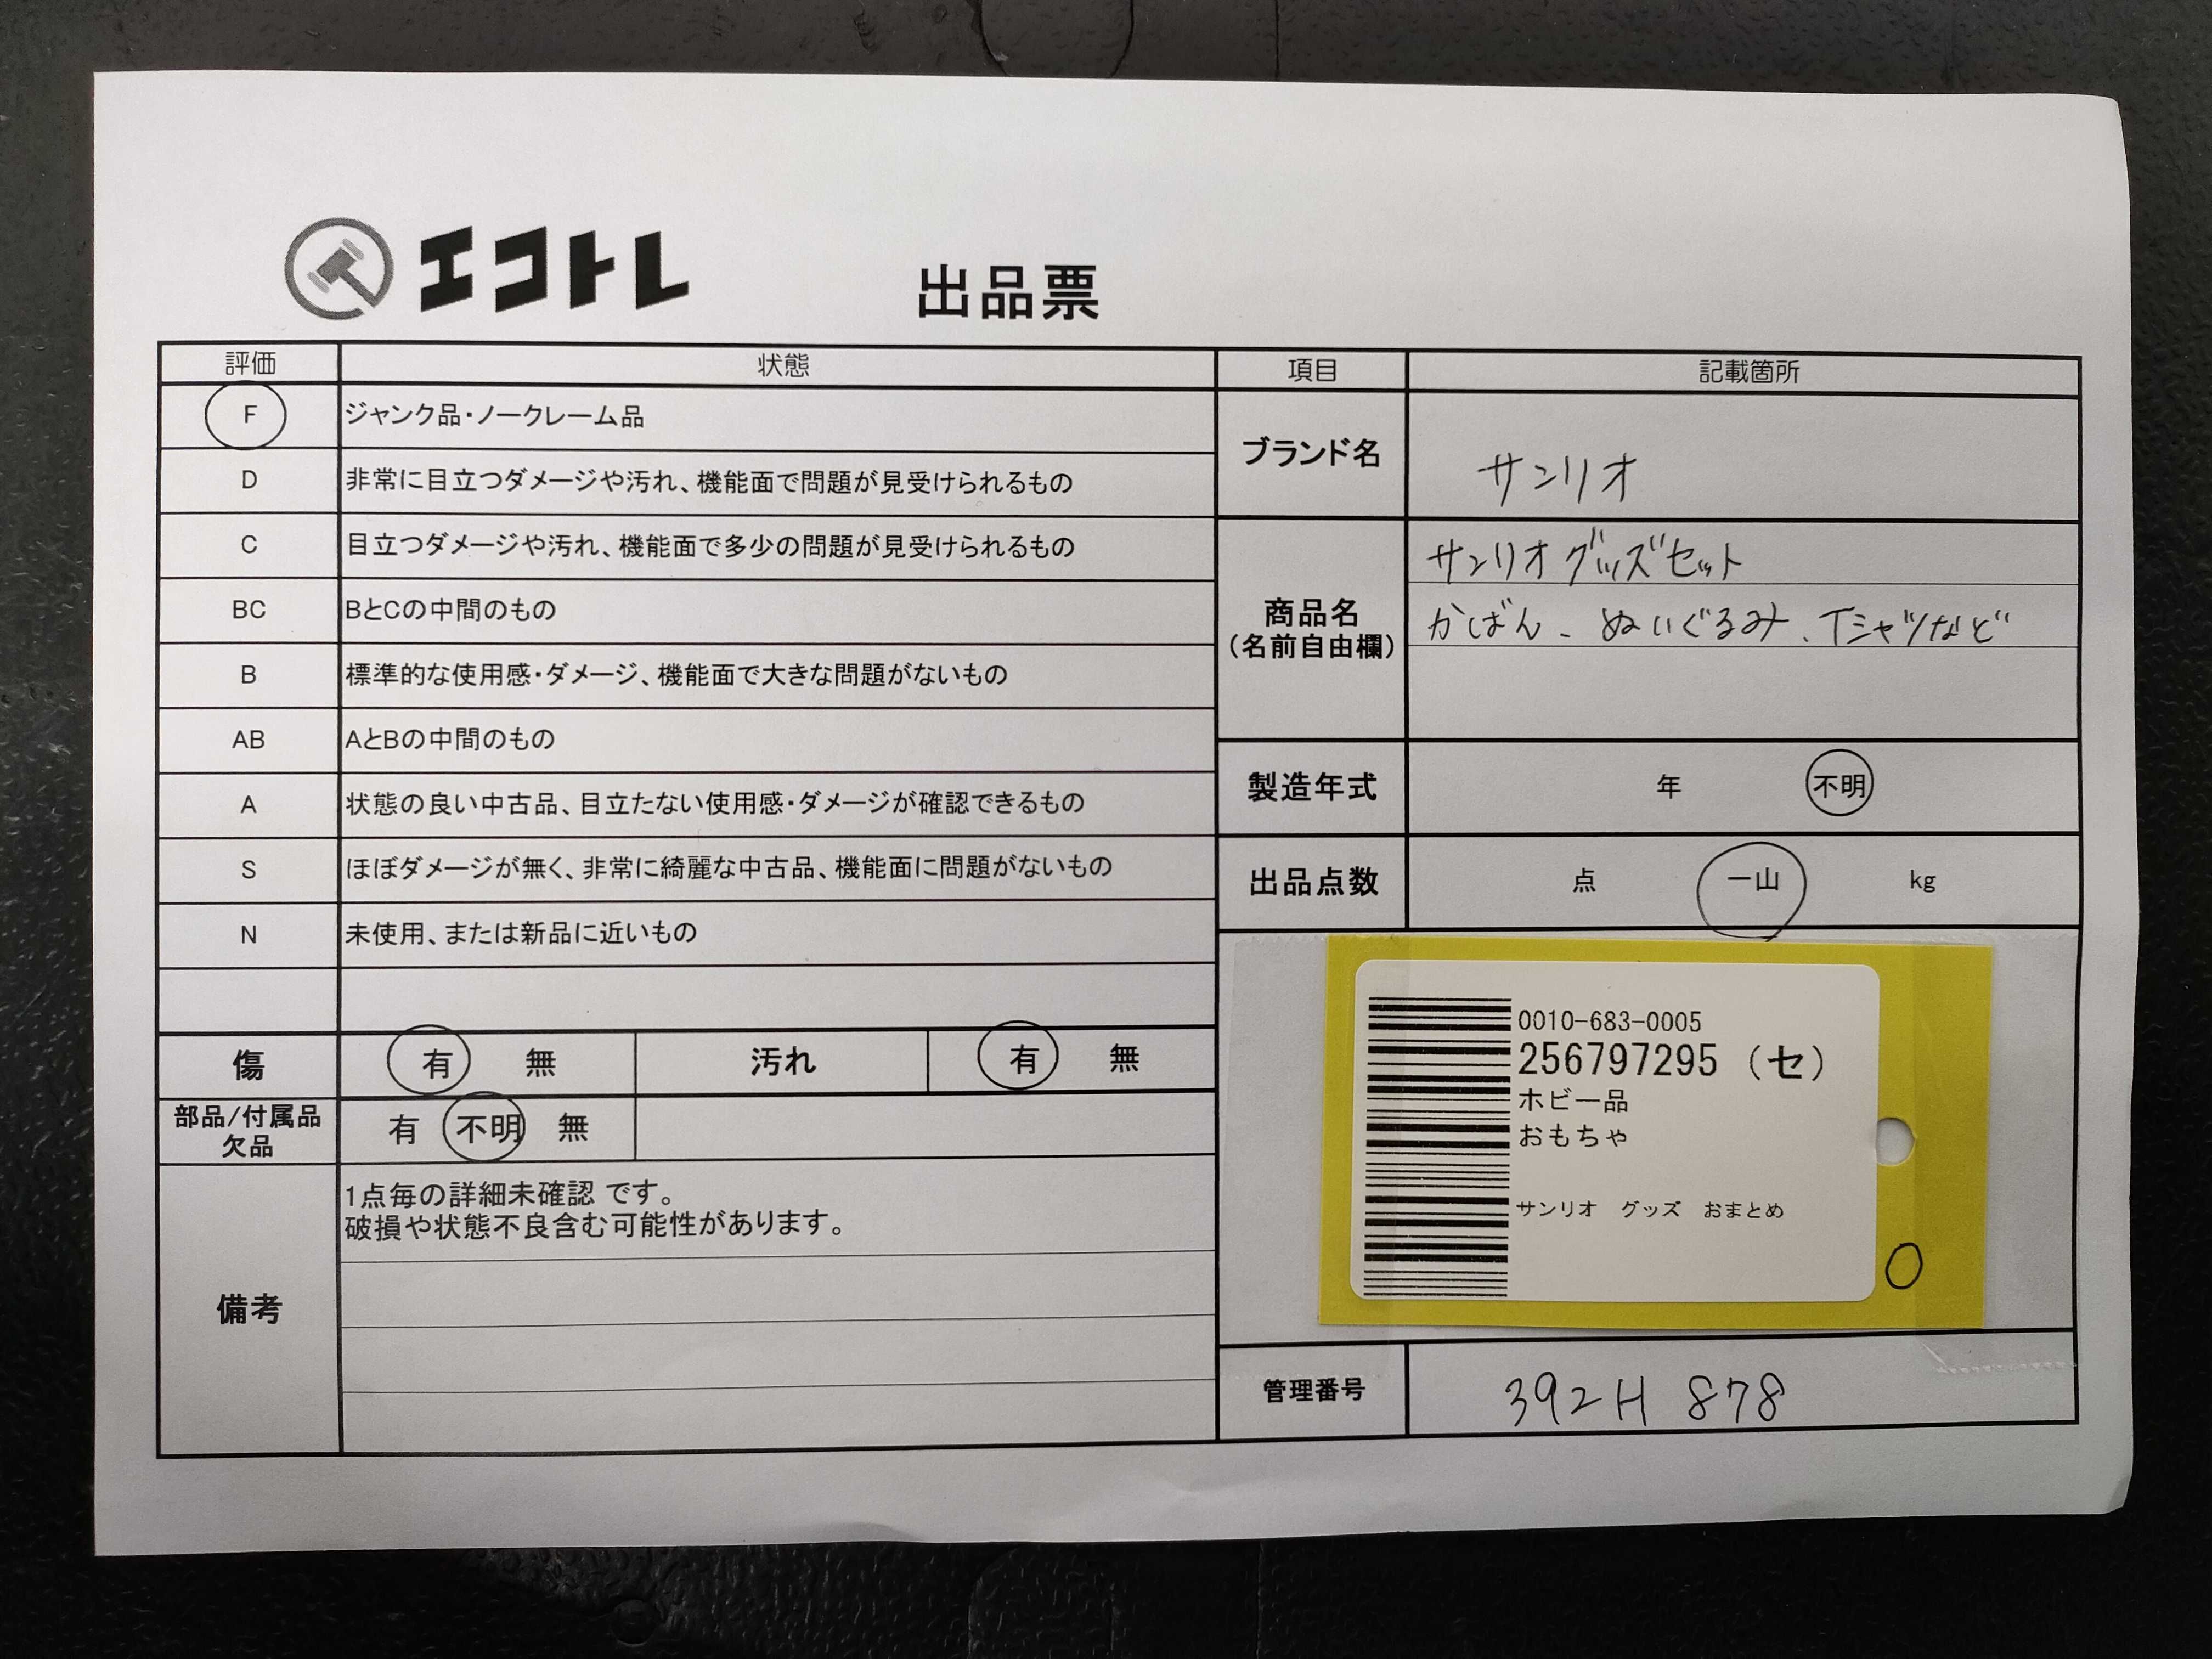 エコトレ
出品票
評価 状態
F ジャンク品・ノークレーム品
D 非常に目立つダメージや汚れ、機能面で問題が見受けられるもの
C 目立つダメージや汚れ、機能面で多少の問題が見受けられるもの
BC BとCの中間のもの
B 標準的な使用感・ダメージ、機能面で大きな問題がないもの
AB AとBの中間のもの
A 状態の良い中古品、目立たない使用感・ダメージが確認できるもの
S ほぼダメージが無く、非常に綺麗な中古品、機能面に問題がないもの
N 未使用、または新品に近いもの
傷 有 無 汚れ 有 無
部品/付属品
欠品
有 不明 無
備考
1点毎の詳細未確認 です。
破損や状態不良含む可能性があります。
項目 記載箇所
ブランド名 サンリオ
商品名
(名前自由欄)
サンリオグッズセット
かばん、ぬいぐるみ、Tシャツなど
製造年式 年 不明
出品点数 点 一山 kg
0010-683-0005
256797295 (セ)
ホビー品
おもちゃ
サンリオ グッズ おまとめ
管理番号 392H 878